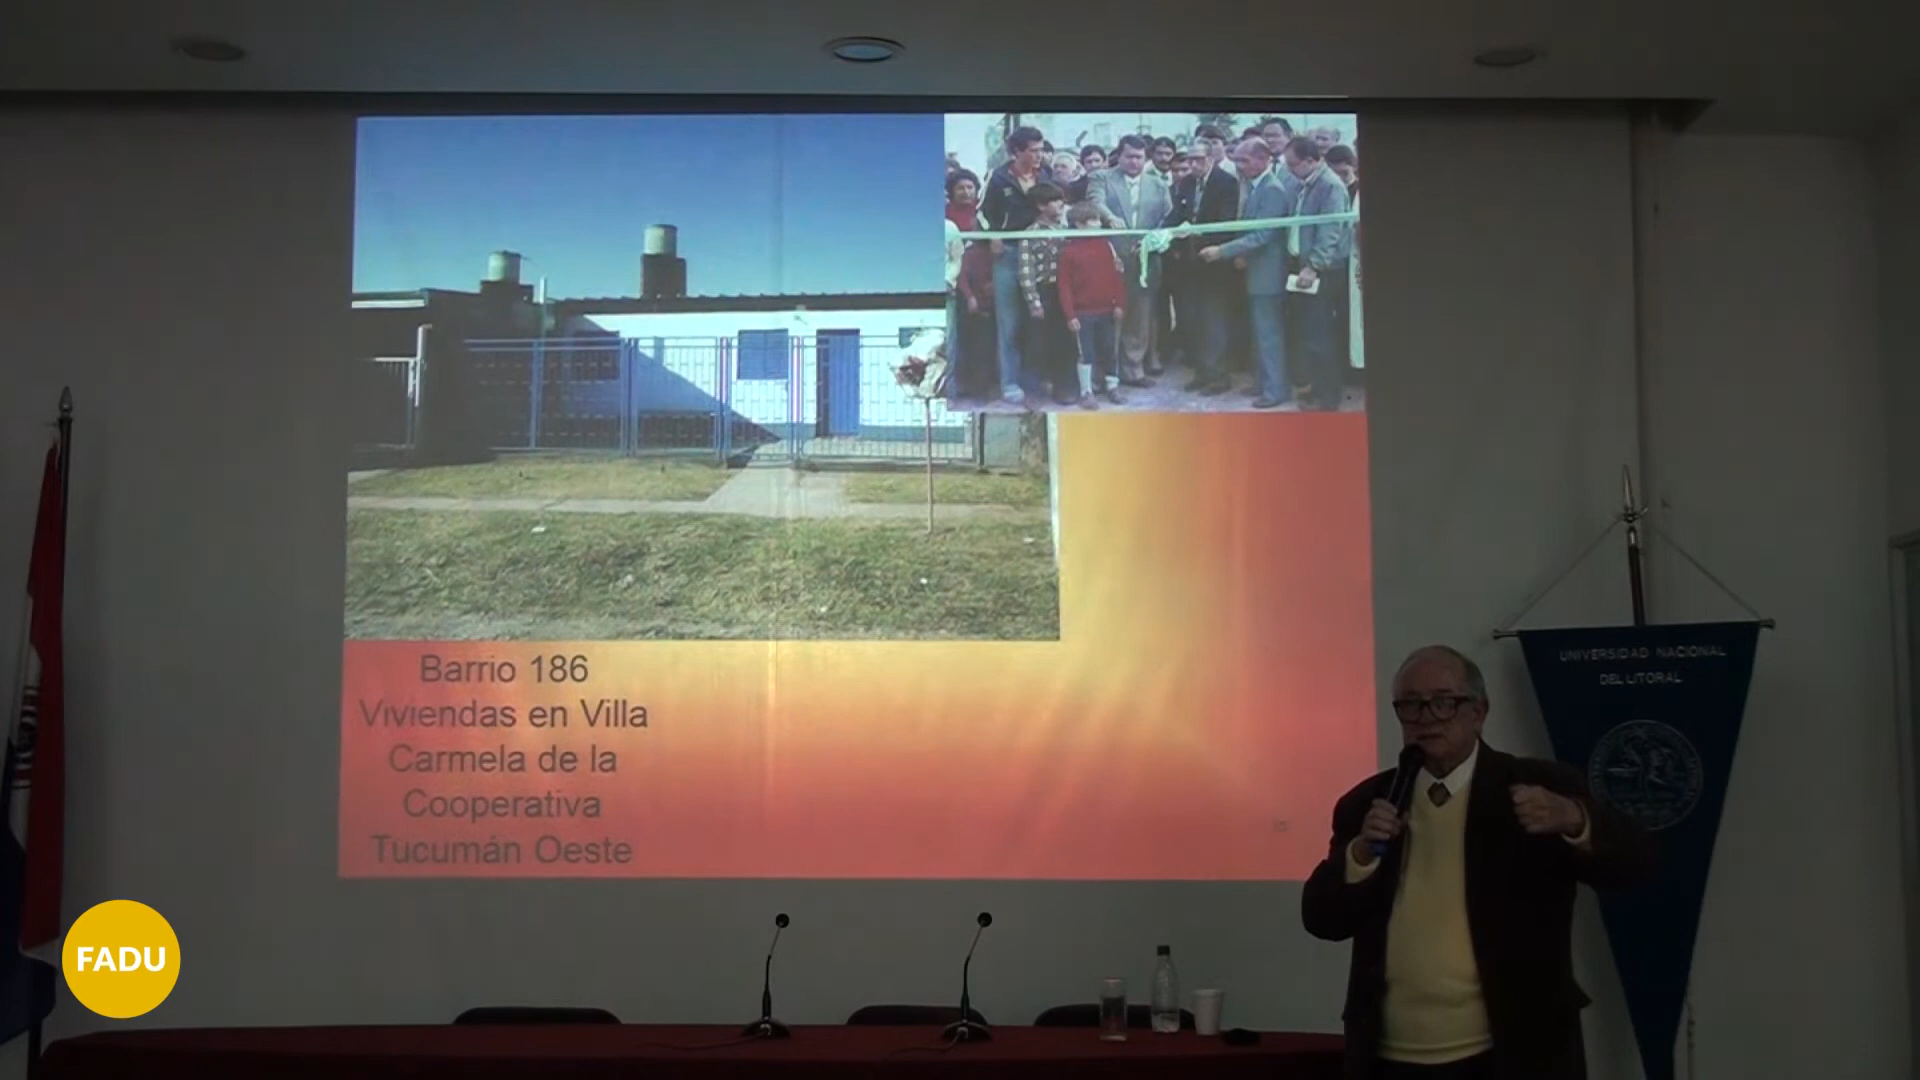 Barrio 186
Viviendas en Villa
Carmela de la
Cooperativa
Tucumán Oeste
UNIVERSIDAD NACIONAL
DEL LITORAL
FADU